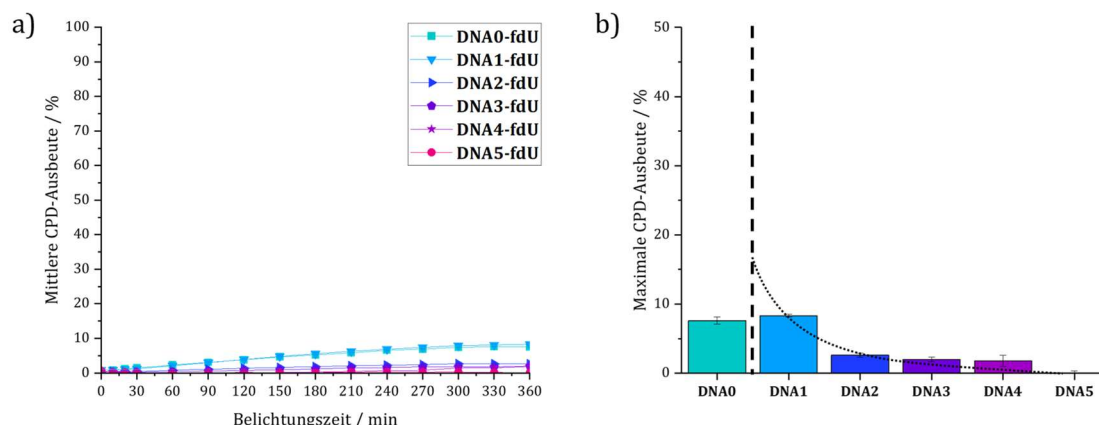 a)
Mittlere CPD-Ausbeute / %
100
90
80
70
60
50
40
30
20
10
0
0 30 60 90 120 150 180 210 240 270 300 330 360
Belichtungszeit / min
DNA0-fdU
DNA1-fdU
DNA2-fdU
DNA3-fdU
DNA4-fdU
DNA5-fdU
b)
Maximale CPD-Ausbeute / %
50
40
30
20
10
0
DNA0 DNA1 DNA2 DNA3 DNA4 DNA5